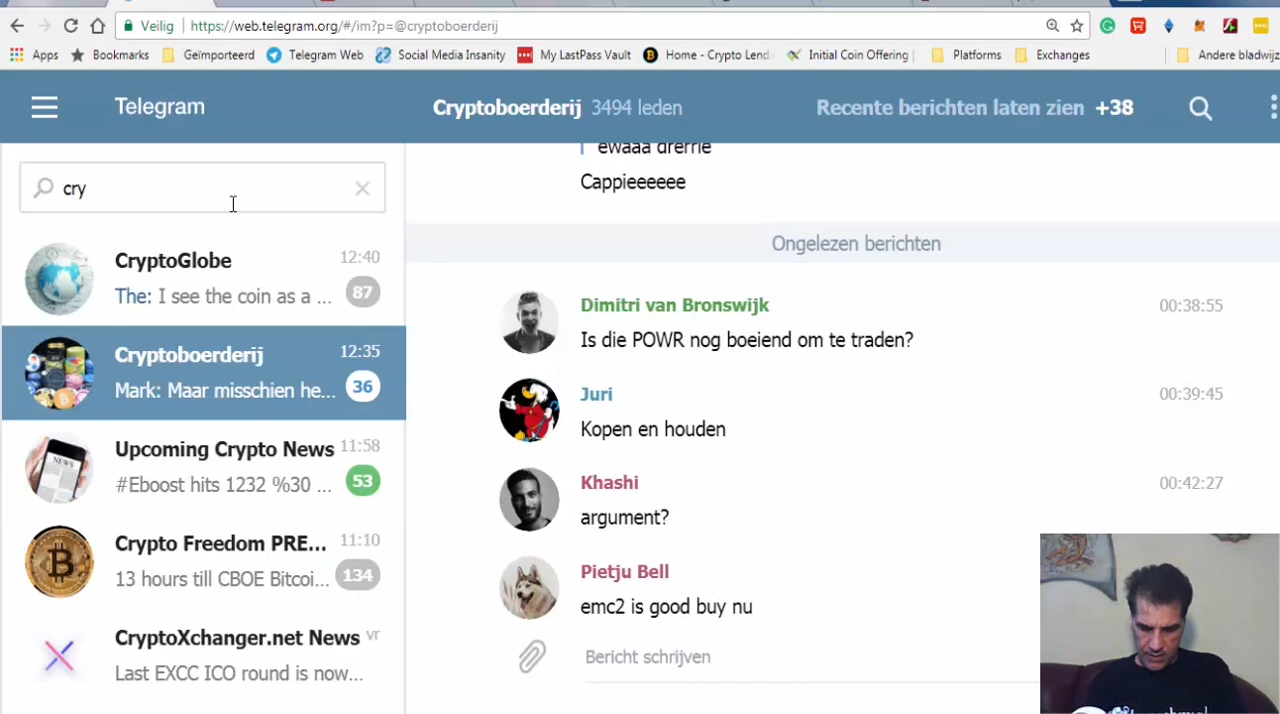 Veilig https://web.telegram.org/#/im?p=@cryptoboerderij
Apps Bookmarks Geïmporteerd Telegram Web Social Media Insanity My LastPass Vault Home - Crypto Lend Initial Coin Offering | Platforms Exchanges Andere bladwijz
Telegram
Cryptoboerderij 3494 leden
Recente berichten laten zien +38
cry
CryptoGlobe 12:40
The: I see the coin as a ... 87
Cryptoboerderij 12:35
Mark: Maar misschien he... 36
Upcoming Crypto News 11:58
#Eboost hits 1232 %30 ... 53
Crypto Freedom PRE... 11:10
13 hours till CBOE Bitcoi... 134
CryptoXchanger.net News vr
Last EXCC ICO round is now...
ewaaa drerrie
Cappieeeeee
Ongelezen berichten
Dimitri van Bronswijk 00:38:55
Is die POWR nog boeiend om te traden?
Juri 00:39:45
Kopen en houden
Khashi 00:42:27
argument?
Pietju Bell
emc2 is good buy nu
Bericht schrijven
NEWS